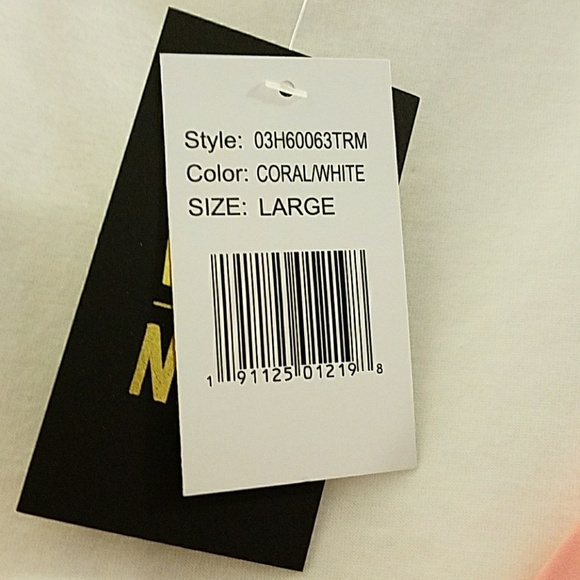 Style: 03H60063TRM
Color: CORAL/WHITE
SIZE: LARGE
1 91125 01219 8
N